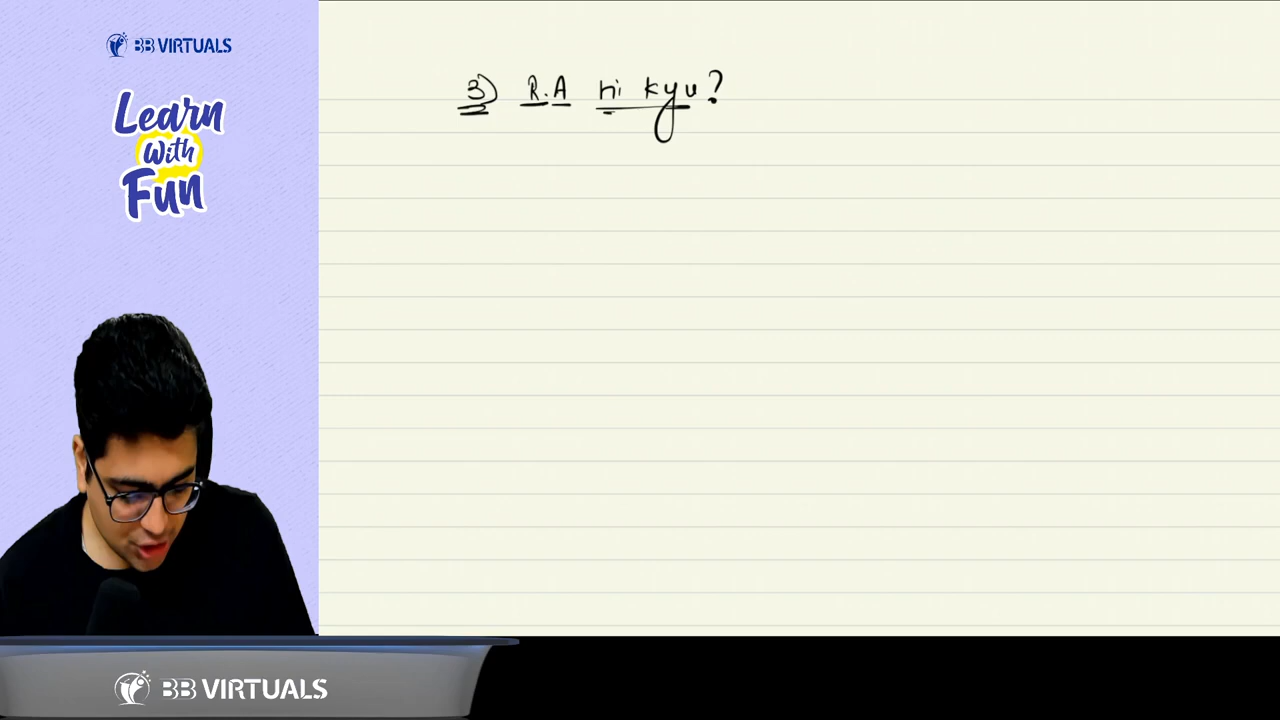 BB VIRTUALS
Learn
With
Fun
3) R.A hi kyu?
BB VIRTUALS